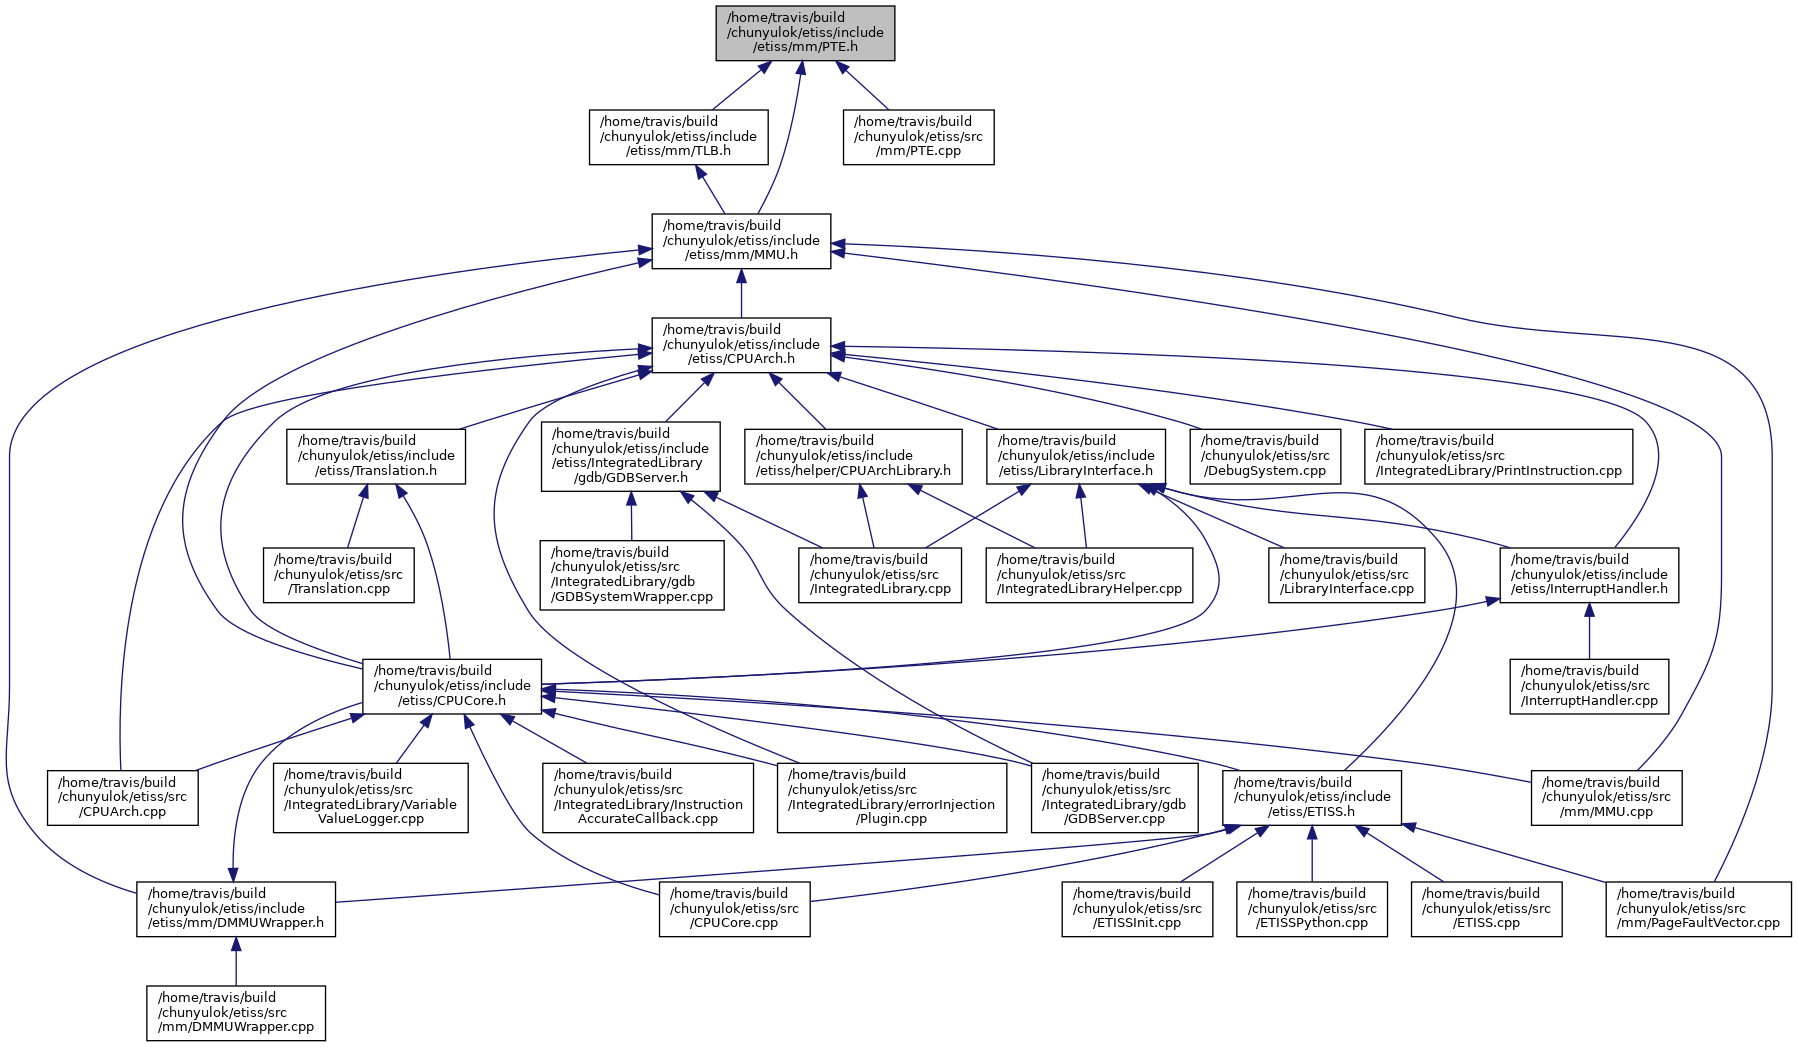 /home/travis/build
/chunyulok/etiss/include
/etiss/mm/PTE.h
/home/travis/build
/chunyulok/etiss/include
/etiss/mm/TLB.h
/home/travis/build
/chunyulok/etiss/src
/mm/PTE.cpp
/home/travis/build
/chunyulok/etiss/include
/etiss/mm/MMU.h
/home/travis/build
/chunyulok/etiss/include
/etiss/CPUArch.h
/home/travis/build
/chunyulok/etiss/include
/etiss/Translation.h
/home/travis/build
/chunyulok/etiss/include
/etiss/IntegratedLibrary
/gdb/GDBServer.h
/home/travis/build
/chunyulok/etiss/include
/etiss/helper/CPUArchLibrary.h
/home/travis/build
/chunyulok/etiss/include
/etiss/LibraryInterface.h
/home/travis/build
/chunyulok/etiss/src
/DebugSystem.cpp
/home/travis/build
/chunyulok/etiss/src
/IntegratedLibrary/PrintInstruction.cpp
/home/travis/build
/chunyulok/etiss/src
/Translation.cpp
/home/travis/build
/chunyulok/etiss/src
/IntegratedLibrary/gdb
/GDBSystemWrapper.cpp
/home/travis/build
/chunyulok/etiss/src
/IntegratedLibrary.cpp
/home/travis/build
/chunyulok/etiss/src
/IntegratedLibraryHelper.cpp
/home/travis/build
/chunyulok/etiss/src
/LibraryInterface.cpp
/home/travis/build
/chunyulok/etiss/include
/etiss/InterruptHandler.h
/home/travis/build
/chunyulok/etiss/include
/etiss/CPUCore.h
/home/travis/build
/chunyulok/etiss/src
/InterruptHandler.cpp
/home/travis/build
/chunyulok/etiss/src
/CPUArch.cpp
/home/travis/build
/chunyulok/etiss/src
/IntegratedLibrary/Variable
ValueLogger.cpp
/home/travis/build
/chunyulok/etiss/src
/IntegratedLibrary/Instruction
AccurateCallback.cpp
/home/travis/build
/chunyulok/etiss/src
/IntegratedLibrary/errorInjection
/Plugin.cpp
/home/travis/build
/chunyulok/etiss/src
/IntegratedLibrary/gdb
/GDBServer.cpp
/home/travis/build
/chunyulok/etiss/include
/etiss/ETISS.h
/home/travis/build
/chunyulok/etiss/src
/mm/MMU.cpp
/home/travis/build
/chunyulok/etiss/include
/etiss/mm/DMMUWrapper.h
/home/travis/build
/chunyulok/etiss/src
/CPUCore.cpp
/home/travis/build
/chunyulok/etiss/src
/ETISSInit.cpp
/home/travis/build
/chunyulok/etiss/src
/ETISSPython.cpp
/home/travis/build
/chunyulok/etiss/src
/ETISS.cpp
/home/travis/build
/chunyulok/etiss/src
/mm/PageFaultVector.cpp
/home/travis/build
/chunyulok/etiss/src
/mm/DMMUWrapper.cpp